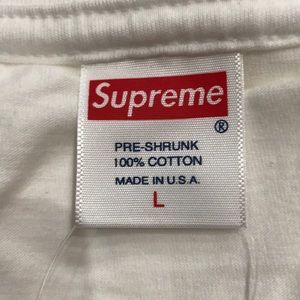 Supreme
®
PRE-SHRUNK
100% COTTON
MADE IN U.S.A.
L